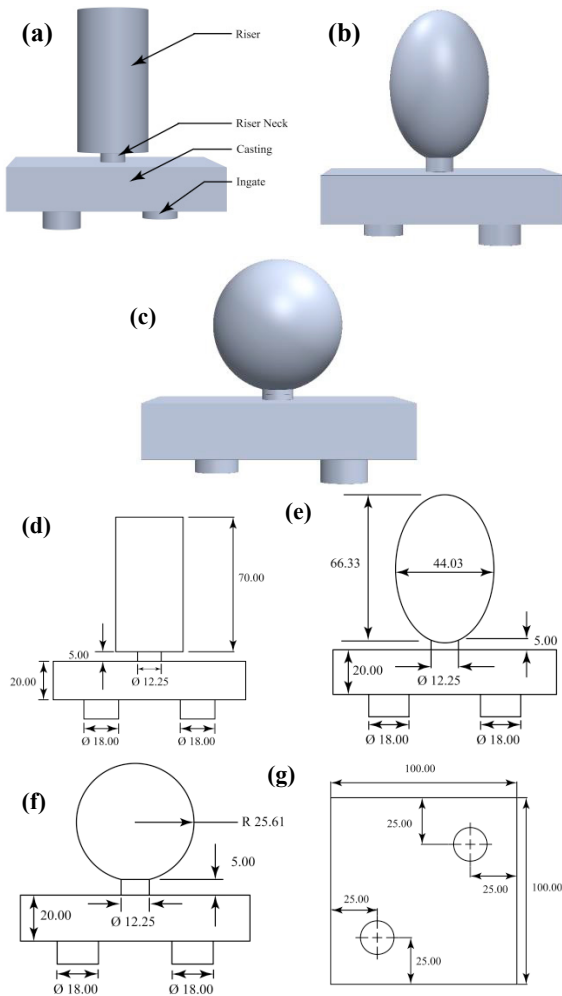 (a)
Riser
Riser Neck
Casting
Ingate
(b)
(c)
(d)
70.00
5.00
20.00
Ø 12.25
Ø 18.00
Ø 18.00
(e)
66.33
44.03
5.00
20.00
Ø 12.25
Ø 18.00
Ø 18.00
(f)
R 25.61
5.00
20.00
Ø 12.25
Ø 18.00
Ø 18.00
(g)
100.00
25.00
25.00
100.00
25.00
25.00